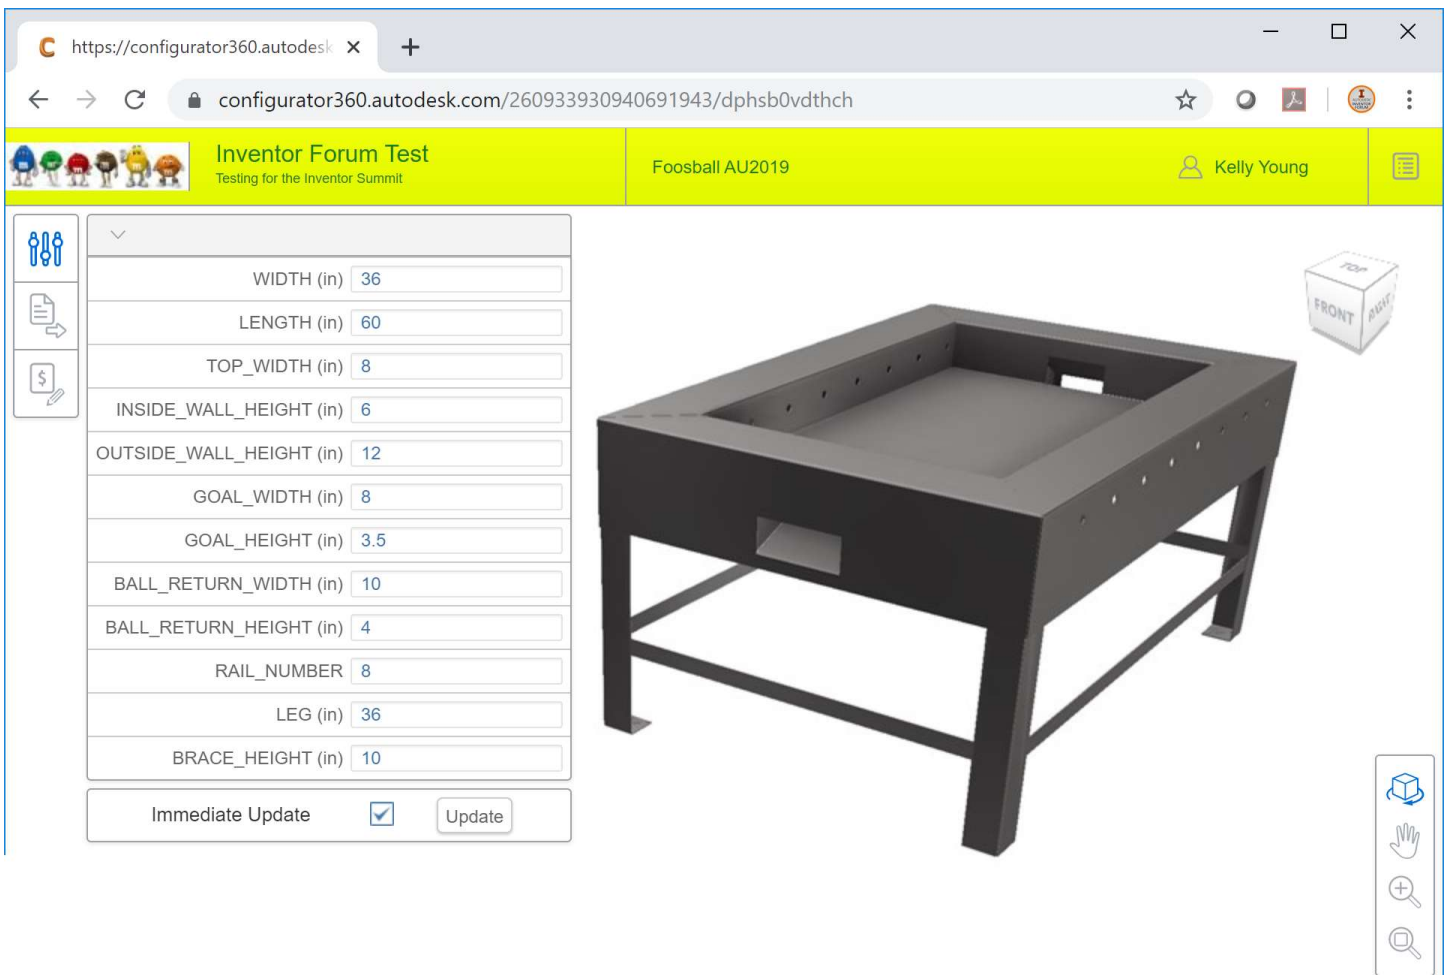 https://configurator360.autodesk
configurator360.autodesk.com/260933930940691943/dphsb0vdthch
Inventor Forum Test
Testing for the Inventor Summit
Foosball AU2019
Kelly Young
WIDTH (in) 36
LENGTH (in) 60
TOP_WIDTH (in) 8
INSIDE_WALL_HEIGHT (in) 6
OUTSIDE_WALL_HEIGHT (in) 12
GOAL_WIDTH (in) 8
GOAL_HEIGHT (in) 3.5
BALL_RETURN_WIDTH (in) 10
BALL_RETURN_HEIGHT (in) 4
RAIL_NUMBER 8
LEG (in) 36
BRACE_HEIGHT (in) 10
Immediate Update
Update
TOP
FRONT
RIGHT